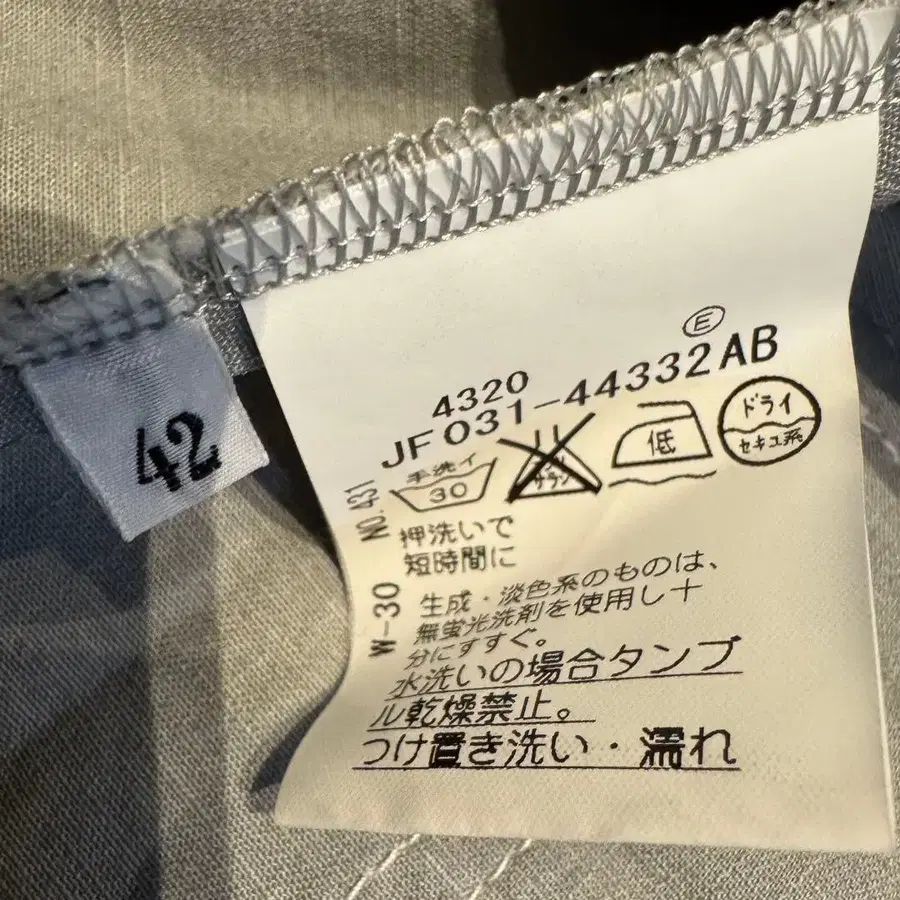 42
Ⓔ
4320
JF031-44332AB
手洗イ
30
低
ドライ
セキユ系
NO.431
押洗いで
短時間に
W-30
生成・淡色系のものは、
無蛍光洗剤を使用し十
分にすすぐ。
水洗いの場合タンブ
ル乾燥禁止。
つけ置き洗い・濡れ